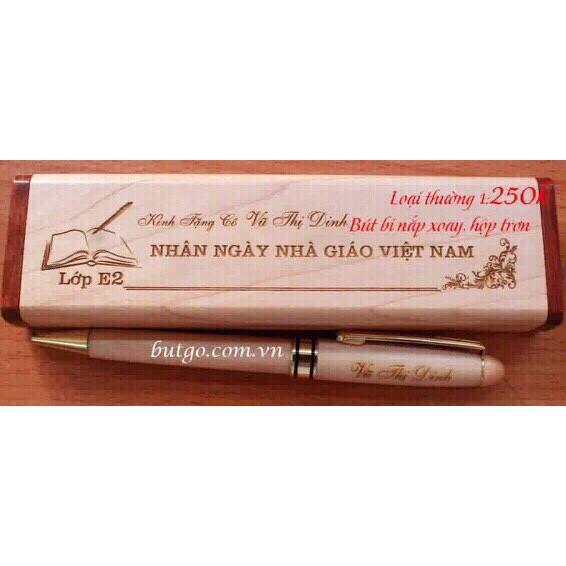 Loại thường 1:250k
Kính Tặng Cô Vũ Thị Dinh
Bút bi nắp xoay, hộp trơn
NHÂN NGÀY NHÀ GIÁO VIỆT NAM
Lớp E2
butgo.com.vn
Vũ Thị Dinh